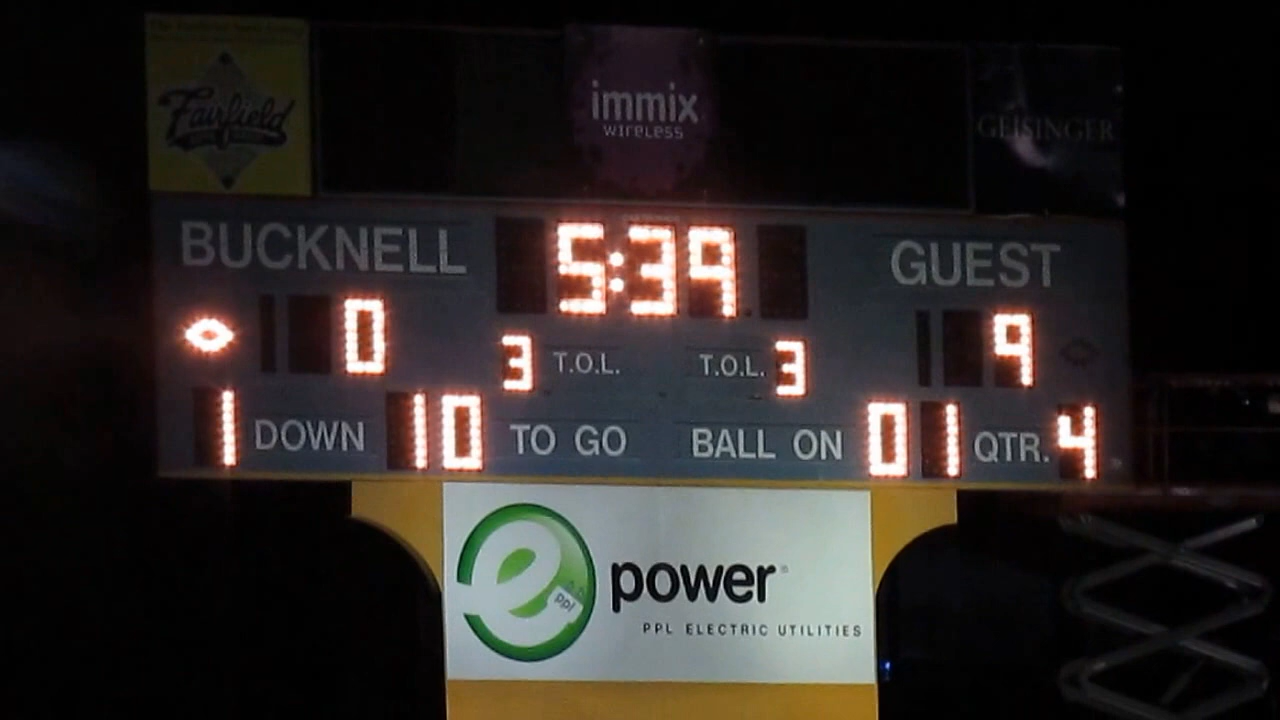 Fairfield
immix
wireless
GEISINGER
BUCKNELL 5:39 GUEST
0 3 T.O.L. T.O.L. 3 9
1 DOWN 10 TO GO BALL ON 01 QTR. 4
e power
ppl
PPL ELECTRIC UTILITIES